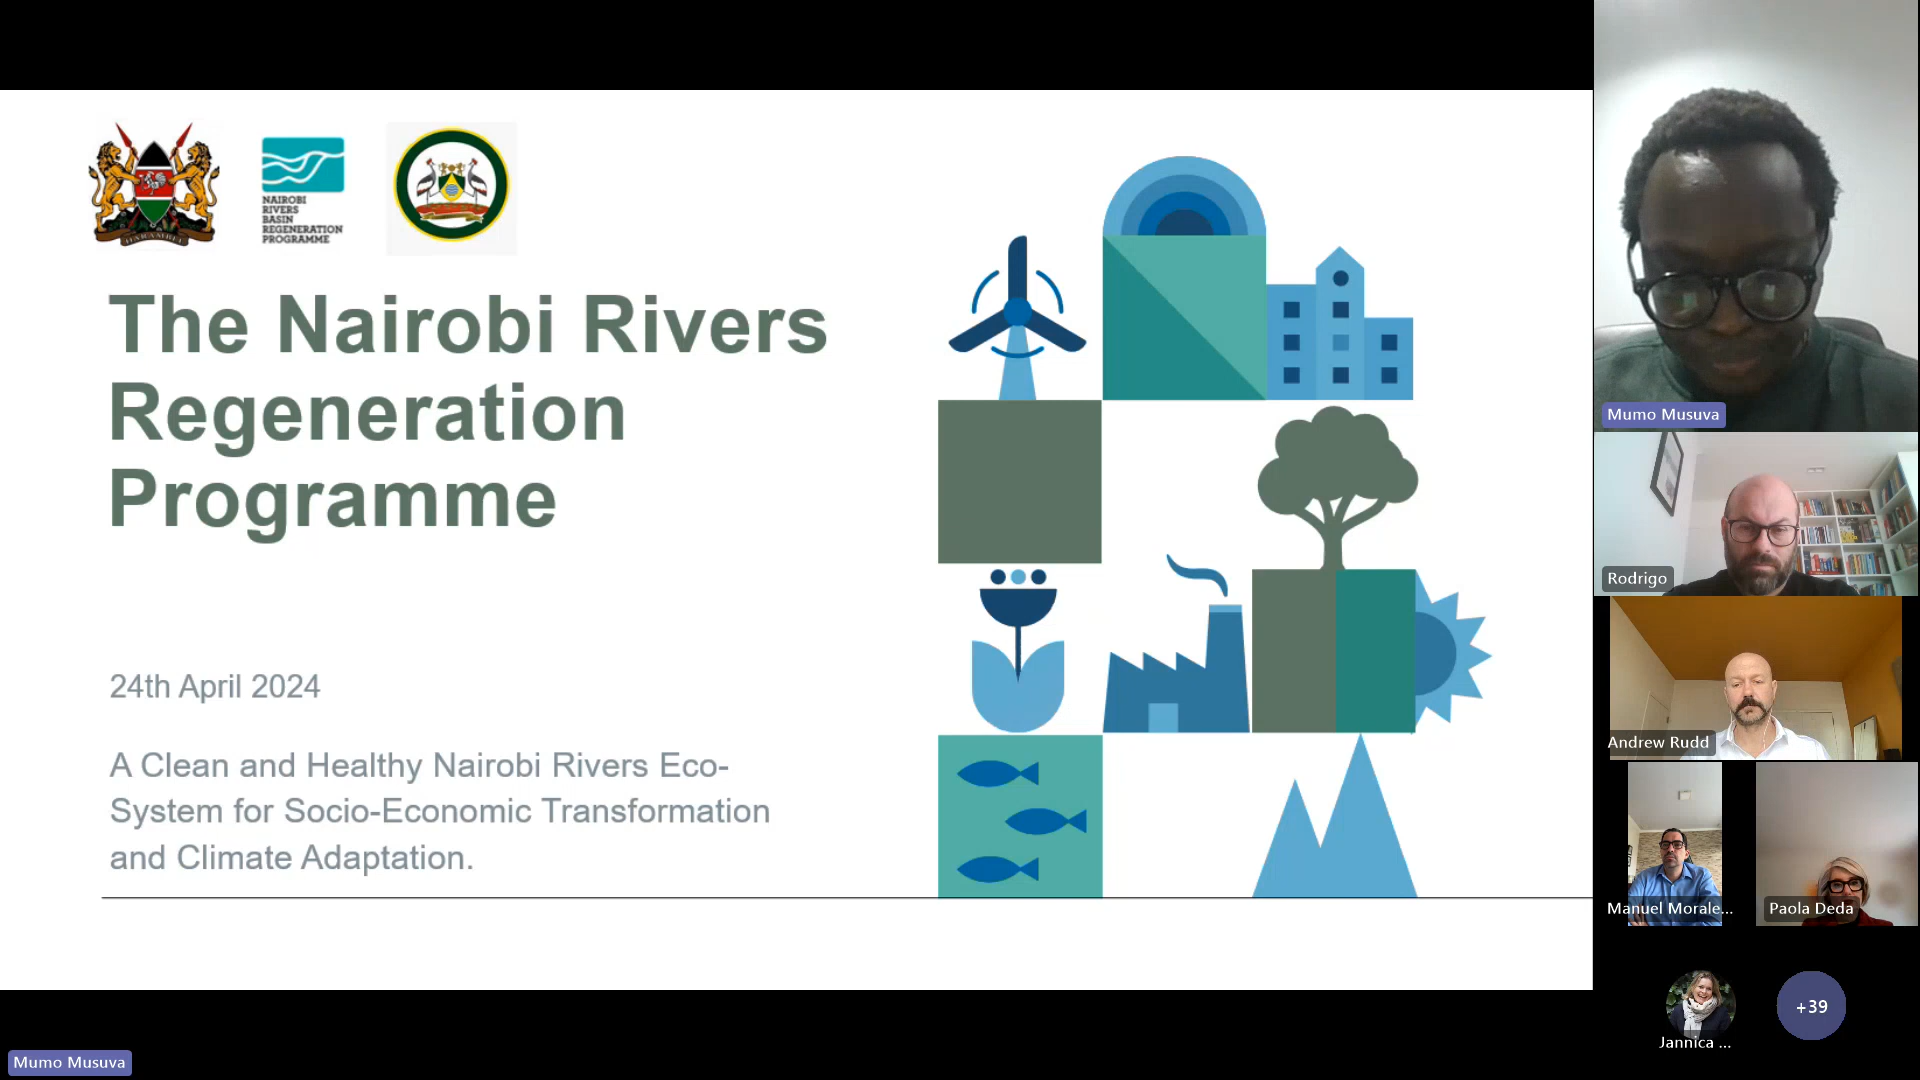 HARAMBEE
NAIROBI
RIVERS
BASIN
REGENERATION
PROGRAMME
The Nairobi Rivers
Regeneration
Programme
24th April 2024
A Clean and Healthy Nairobi Rivers Eco-
System for Socio-Economic Transformation
and Climate Adaptation.
Mumo Musuva
Mumo Musuva
Rodrigo
Andrew Rudd
Manuel Morale...
Paola Deda
Jannica ...
+39